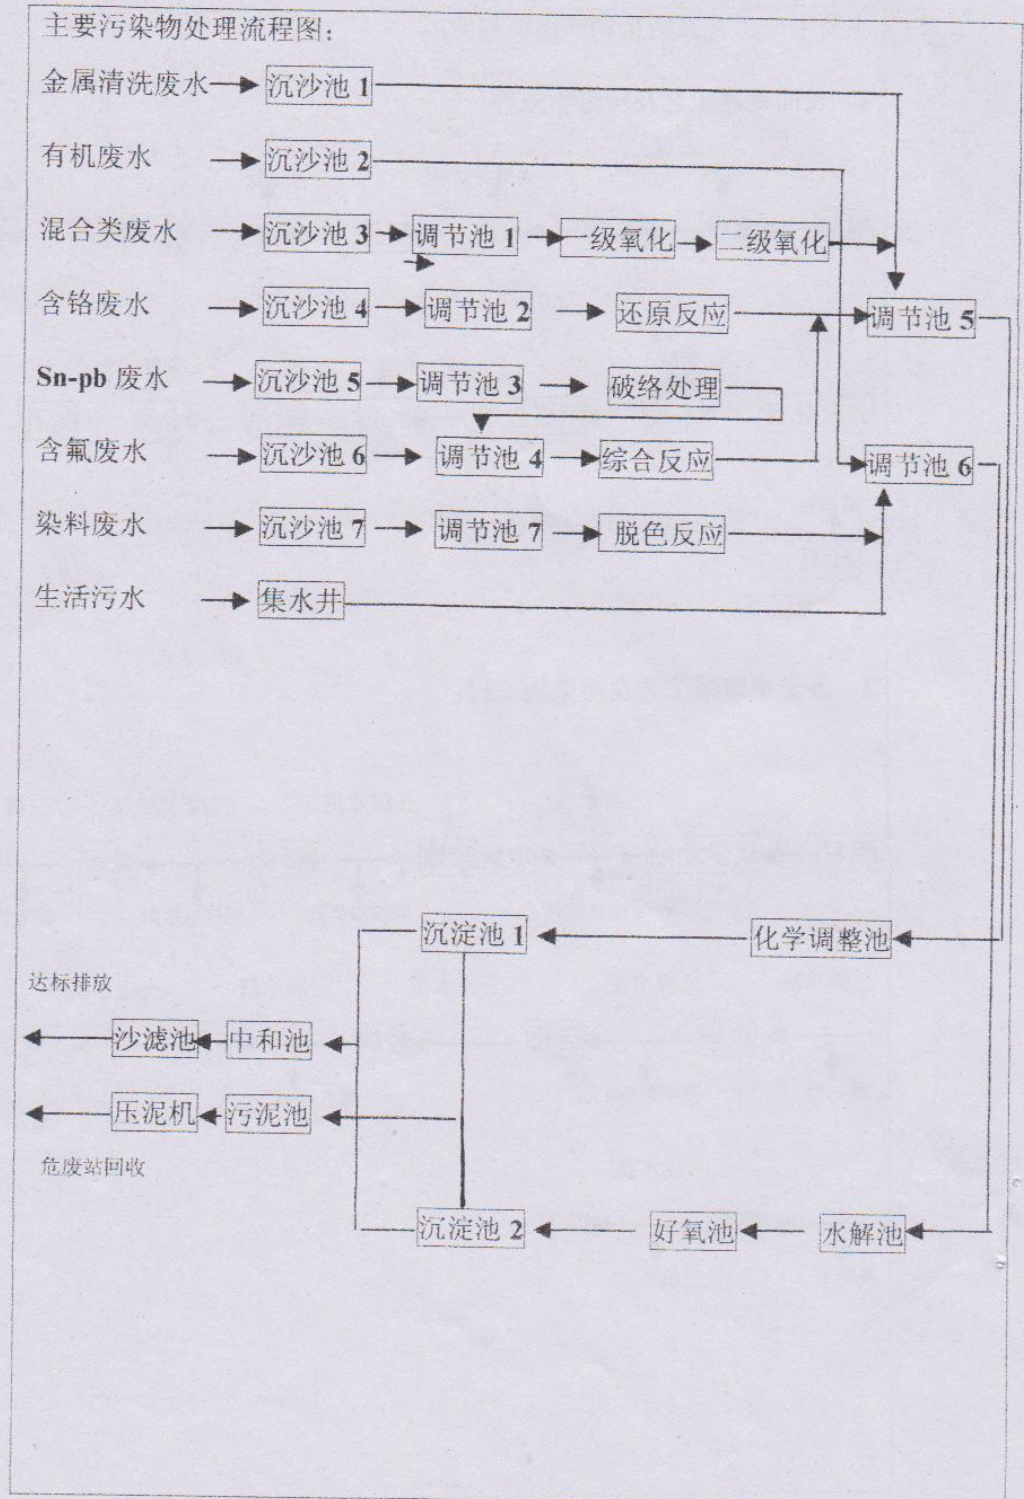 主要污染物处理流程图：
金属清洗废水 沉沙池 1
有机废水 沉沙池 2
混合类废水 沉沙池 3 调节池 1 一级氧化 二级氧化
含铬废水 沉沙池 4 调节池 2 还原反应 调节池 5
Sn-pb 废水 沉沙池 5 调节池 3 破络处理
含氟废水 沉沙池 6 调节池 4 综合反应 调节池 6
染料废水 沉沙池 7 调节池 7 脱色反应
生活污水 集水井
沉淀池 1 化学调整池
达标排放
沙滤池 中和池
压泥机 污泥池
危废站回收
沉淀池 2 好氧池 水解池